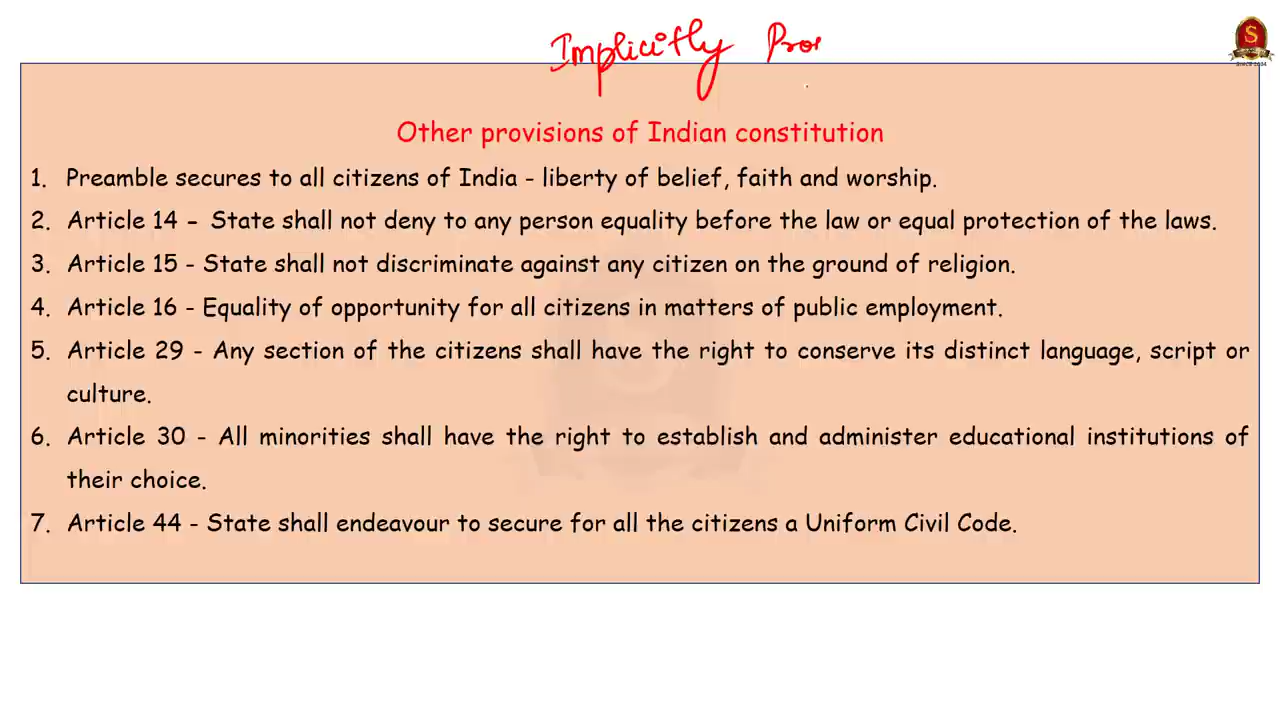 Implicitly Pro
S
SINCE 2004
Other provisions of Indian constitution
1. Preamble secures to all citizens of India - liberty of belief, faith and worship.
2. Article 14 - State shall not deny to any person equality before the law or equal protection of the laws.
3. Article 15 - State shall not discriminate against any citizen on the ground of religion.
4. Article 16 - Equality of opportunity for all citizens in matters of public employment.
5. Article 29 - Any section of the citizens shall have the right to conserve its distinct language, script or
culture.
6. Article 30 - All minorities shall have the right to establish and administer educational institutions of
their choice.
7. Article 44 - State shall endeavour to secure for all the citizens a Uniform Civil Code.